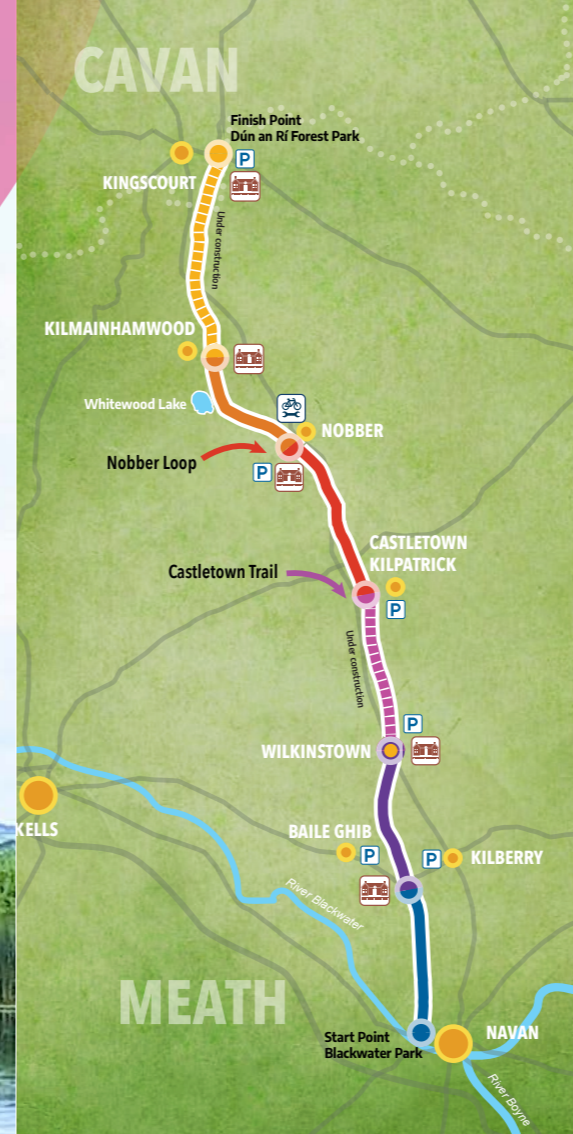 CAVAN
Finish Point
Dún an Rí Forest Park
P
KINGSCOURT
Under construction
KILMAINHAMWOOD
Whitewood Lake
NOBBER
Nobber Loop
P
CASTLETOWN
KILPATRICK
Castletown Trail
P
Under construction
P
WILKINSTOWN
KELLS
BAILE GHIB
P
P
KILBERRY
River Blackwater
MEATH
Start Point
Blackwater Park
NAVAN
River Boyne